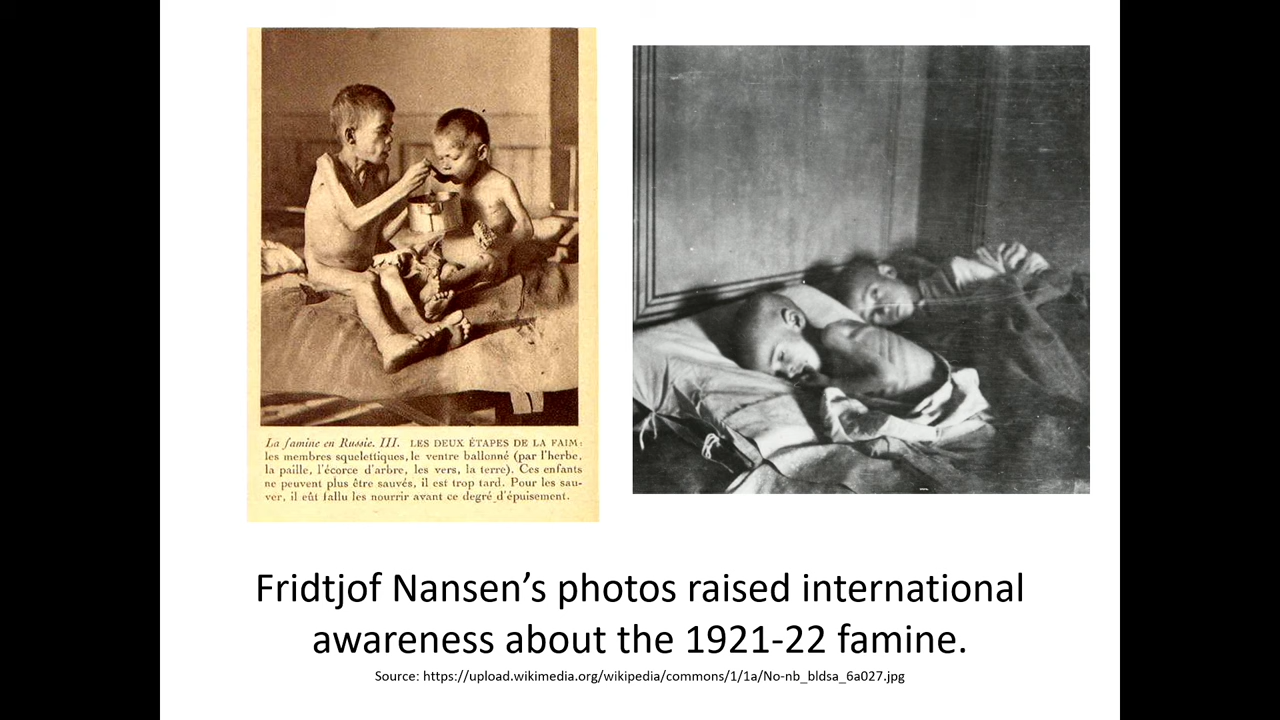 La famine en Russie. III. LES DEUX ÉTAPES DE LA FAIM:
les membres squelettiques, le ventre ballonné (par l'herbe,
la paille, l'écorce d'arbre, les vers, la terre). Ces enfants
ne peuvent plus être sauvés, il est trop tard. Pour les sau-
ver, il eût fallu les nourrir avant ce degré d'épuisement.
Fridtjof Nansen’s photos raised international
awareness about the 1921-22 famine.
Source: https://upload.wikimedia.org/wikipedia/commons/1/1a/No-nb_bldsa_6a027.jpg